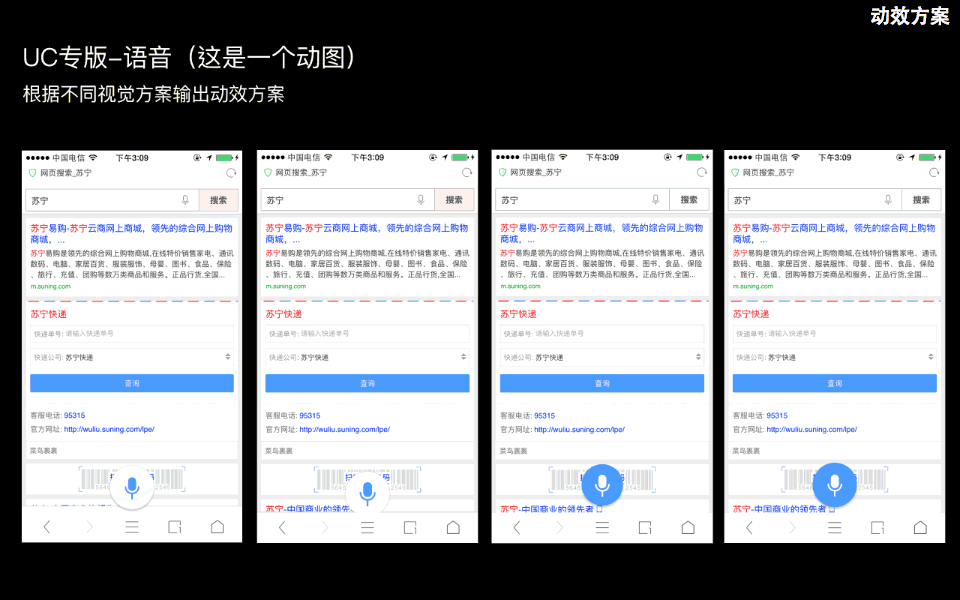 动效方案
UC专版-语音（这是一个动图）
根据不同视觉方案输出动效方案
中国电信 下午3:09
网页搜索_苏宁
苏宁 搜索
苏宁易购-苏宁云商网上商城，领先的综合网上购物
商城，...
苏宁易购是领先的综合网上购物商城,在线特价销售家电、通讯
数码、电脑、家居百货、服装服饰、母婴、图书、食品、保险
、旅行、充值、团购等数万类商品和服务。正品行货,全国...
m.suning.com
苏宁快递
快递单号: 请输入快递单号
快递公司: 苏宁快递
查询
客服电话: 95315
官方网址: http://wuliu.suning.com/lpe/
菜鸟裹裹
中国电信 下午3:09
网页搜索_苏宁
苏宁 搜索
苏宁易购-苏宁云商网上商城，领先的综合网上购物
商城，...
苏宁易购是领先的综合网上购物商城,在线特价销售家电、通讯
数码、电脑、家居百货、服装服饰、母婴、图书、食品、保险
、旅行、充值、团购等数万类商品和服务。正品行货,全国...
m.suning.com
苏宁快递
快递单号: 请输入快递单号
快递公司: 苏宁快递
查询
客服电话: 95315
官方网址: http://wuliu.suning.com/lpe/
菜鸟裹裹
苏宁-中国商业的领先者
中国电信 下午3:09
网页搜索_苏宁
苏宁 搜索
苏宁易购-苏宁云商网上商城，领先的综合网上购物
商城，...
苏宁易购是领先的综合网上购物商城,在线特价销售家电、通讯
数码、电脑、家居百货、服装服饰、母婴、图书、食品、保险
、旅行、充值、团购等数万类商品和服务。正品行货,全国...
m.suning.com
苏宁快递
快递单号: 请输入快递单号
快递公司: 苏宁快递
查询
客服电话: 95315
官方网址: http://wuliu.suning.com/lpe/
菜鸟裹裹
苏宁-中国商业的领先者
中国电信 下午3:09
网页搜索_苏宁
苏宁 搜索
苏宁易购-苏宁云商网上商城，领先的综合网上购物
商城，...
苏宁易购是领先的综合网上购物商城,在线特价销售家电、通讯
数码、电脑、家居百货、服装服饰、母婴、图书、食品、保险
、旅行、充值、团购等数万类商品和服务。正品行货,全国...
m.suning.com
苏宁快递
快递单号: 请输入快递单号
快递公司: 苏宁快递
查询
客服电话: 95315
官方网址: http://wuliu.suning.com/lpe/
菜鸟裹裹
苏宁-中国商业的领先者